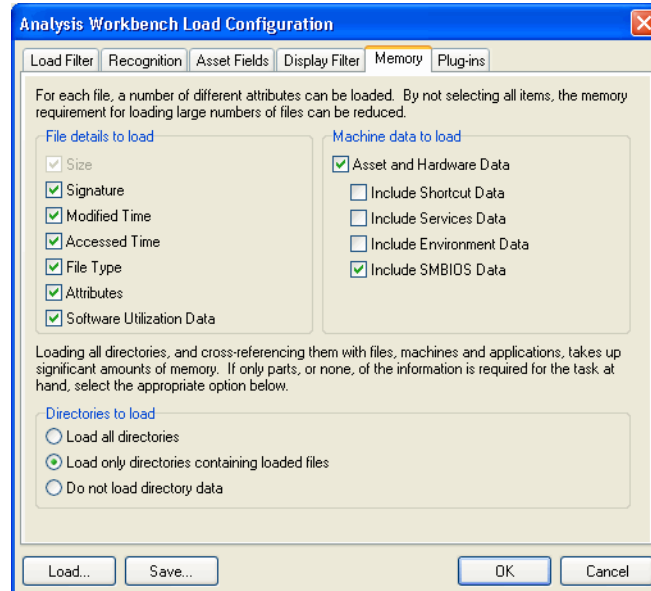 Analysis Workbench Load Configuration
Load Filter Recognition Asset Fields Display Filter Memory Plug-ins
For each file, a number of different attributes can be loaded. By not selecting all items, the memory
requirement for loading large numbers of files can be reduced.
File details to load
Size
Signature
Modified Time
Accessed Time
File Type
Attributes
Software Utilization Data
Machine data to load
Asset and Hardware Data
Include Shortcut Data
Include Services Data
Include Environment Data
Include SMBIOS Data
Loading all directories, and cross-referencing them with files, machines and applications, takes up
significant amounts of memory. If only parts, or none, of the information is required for the task at
hand, select the appropriate option below.
Directories to load
Load all directories
Load only directories containing loaded files
Do not load directory data
Load... Save... OK Cancel